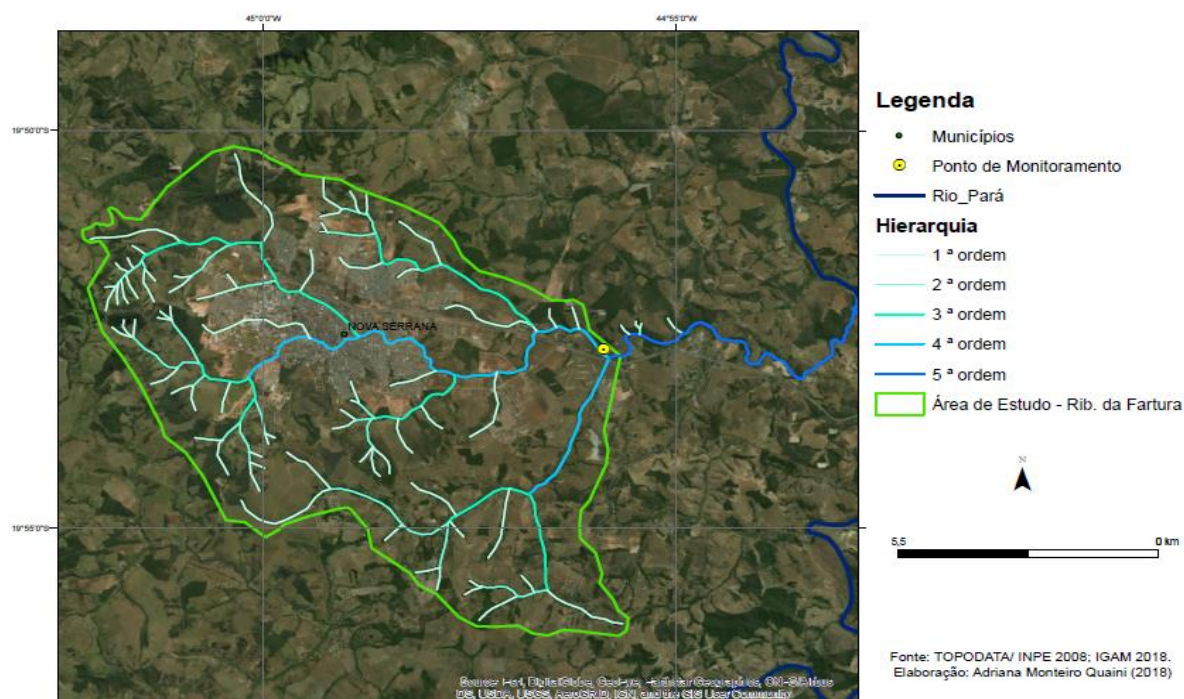 45°0'0"W
44°55'0"W
19°50'0"S
19°55'0"S
NOVA SERRANA
DS, USDA, USGS, AeroGRID, IGN, and the GIS User Community
Legenda
Municípios
Ponto de Monitoramento
Rio_Pará
Hierarquia
1 ª ordem
2 ª ordem
3 ª ordem
4 ª ordem
5 ª ordem
Área de Estudo - Rib. da Fartura
N
5,5 0 km
Fonte: TOPODATA/ INPE 2008; IGAM 2018.
Elaboração: Adriana Monteiro Quaini (2018)